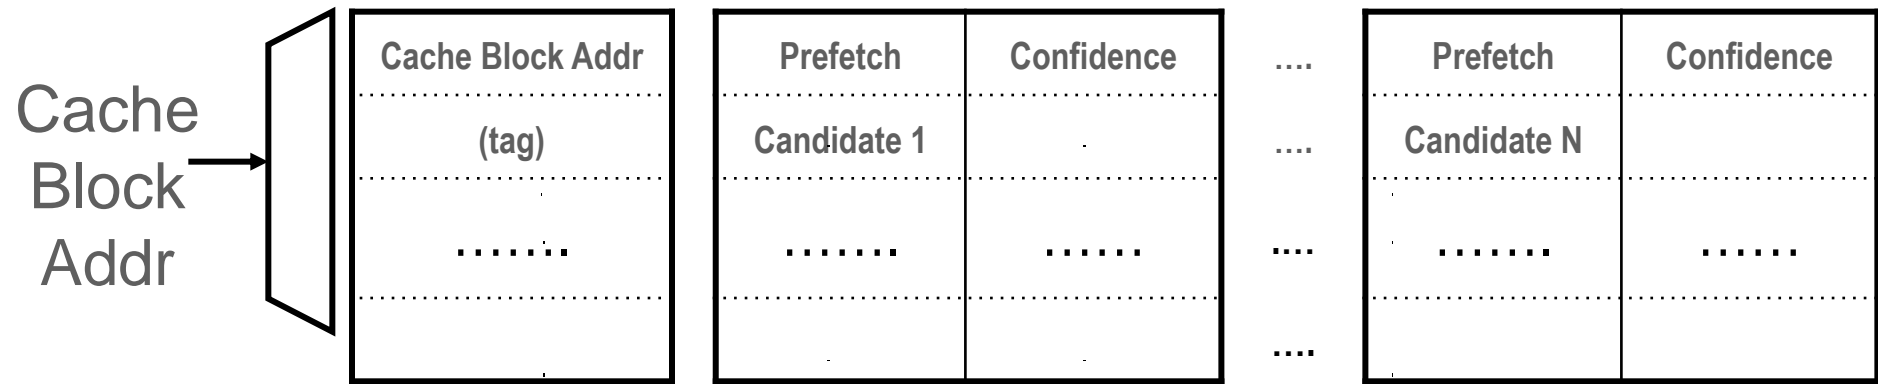 Cache
Block
Addr
Cache Block Addr Prefetch Confidence .... Prefetch Confidence
(tag) Candidate 1 .... Candidate N
....... ....... ...... .... ....... ......
....